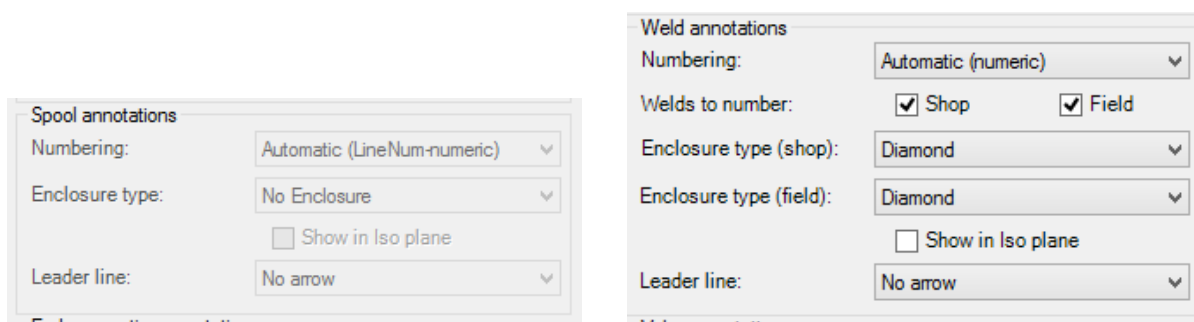 Spool annotations
Numbering: Automatic (LineNum-numeric)
Enclosure type: No Enclosure
Show in Iso plane
Leader line: No arrow
Weld annotations
Numbering: Automatic (numeric)
Welds to number: Shop Field
Enclosure type (shop): Diamond
Enclosure type (field): Diamond
Show in Iso plane
Leader line: No arrow